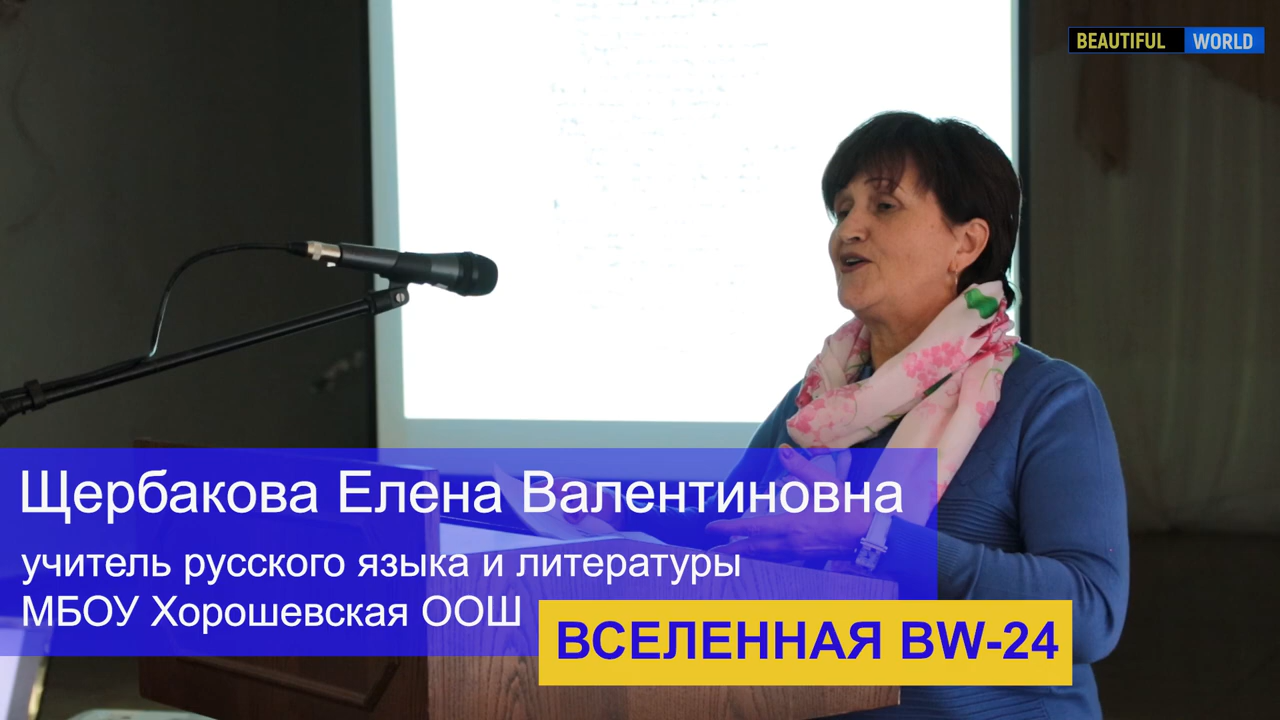 BEAUTIFUL WORLD
Щербакова Елена Валентиновна
учитель русского языка и литературы
МБОУ Хорошевская ООШ
ВСЕЛЕННАЯ BW-24